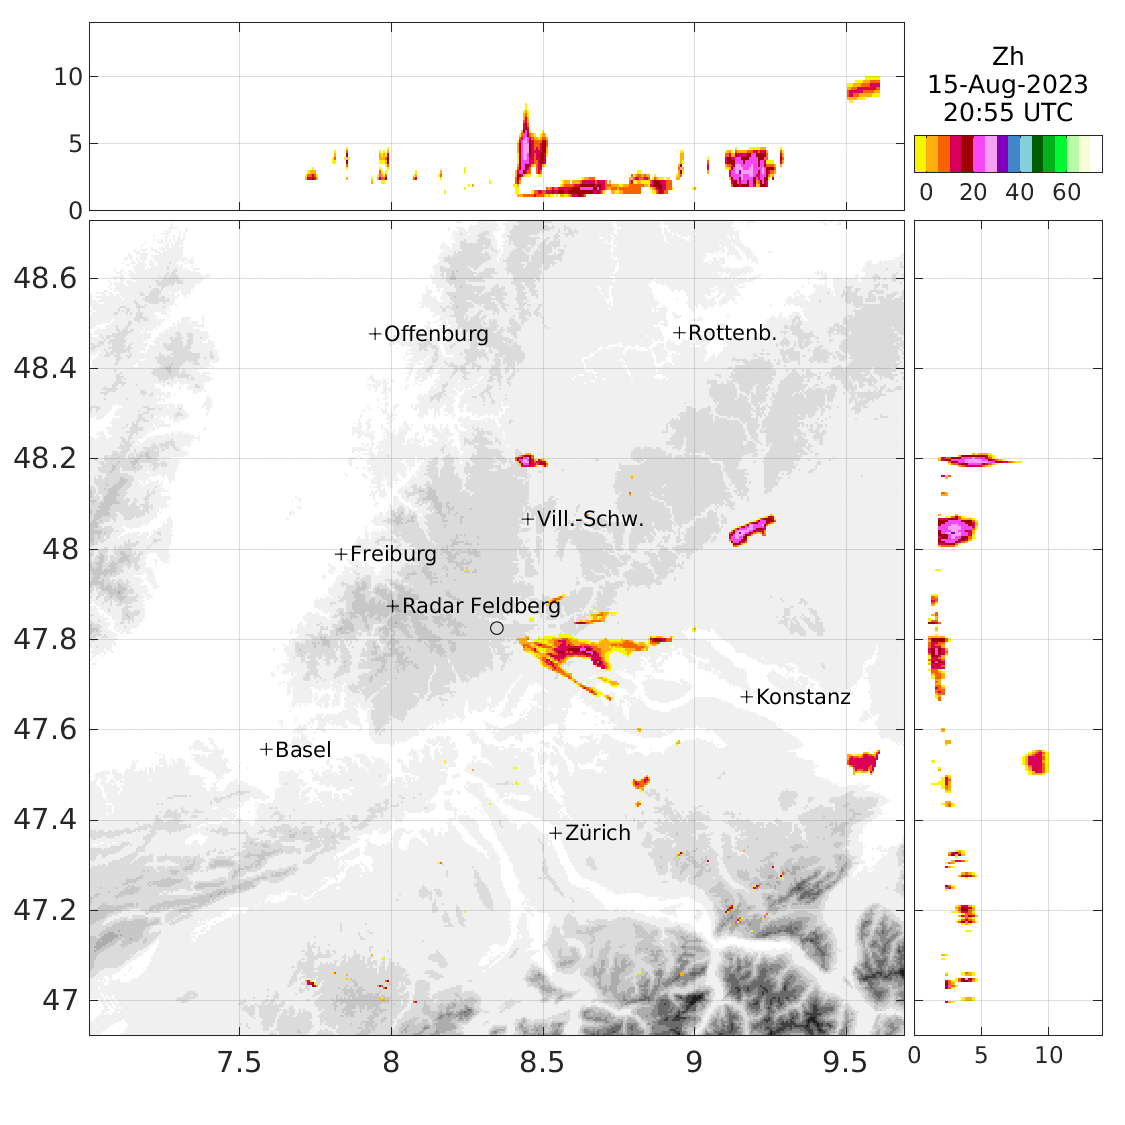 Zh
15-Aug-2023
20:55 UTC
10
5
0
0 20 40 60
48.6
48.4
48.2
48
47.8
47.6
47.4
47.2
47
+Offenburg
+Rottenb.
+Vill.-Schw.
+Freiburg
+Radar Feldberg
+Konstanz
+Basel
+Zürich
7.5 8 8.5 9 9.5
0 5 10